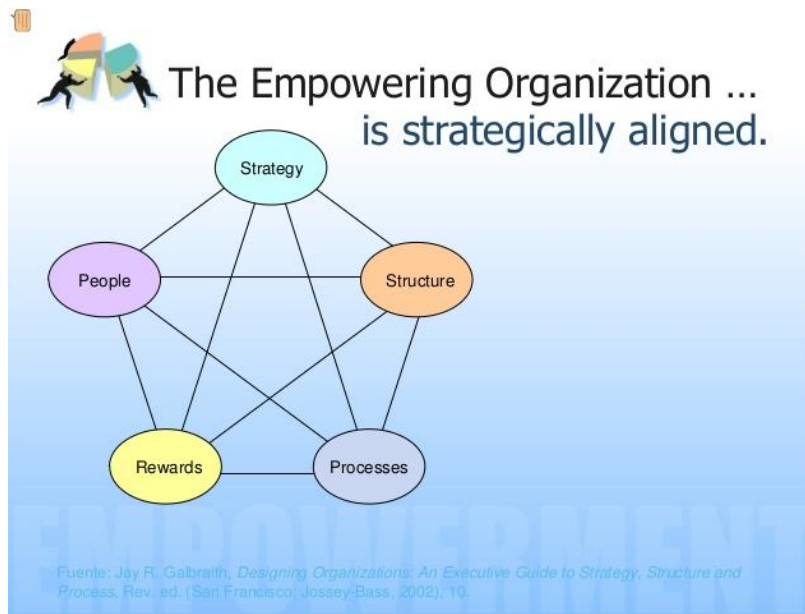 The Empowering Organization ...
is strategically aligned.
Strategy
People
Structure
Rewards
Processes
EMPOWERMENT
Fuente: Jay R. Galbraith, Designing Organizations: An Executive Guide to Strategy, Structure and
Process, Rev. ed. (San Francisco: Jossey-Bass, 2002), 10.